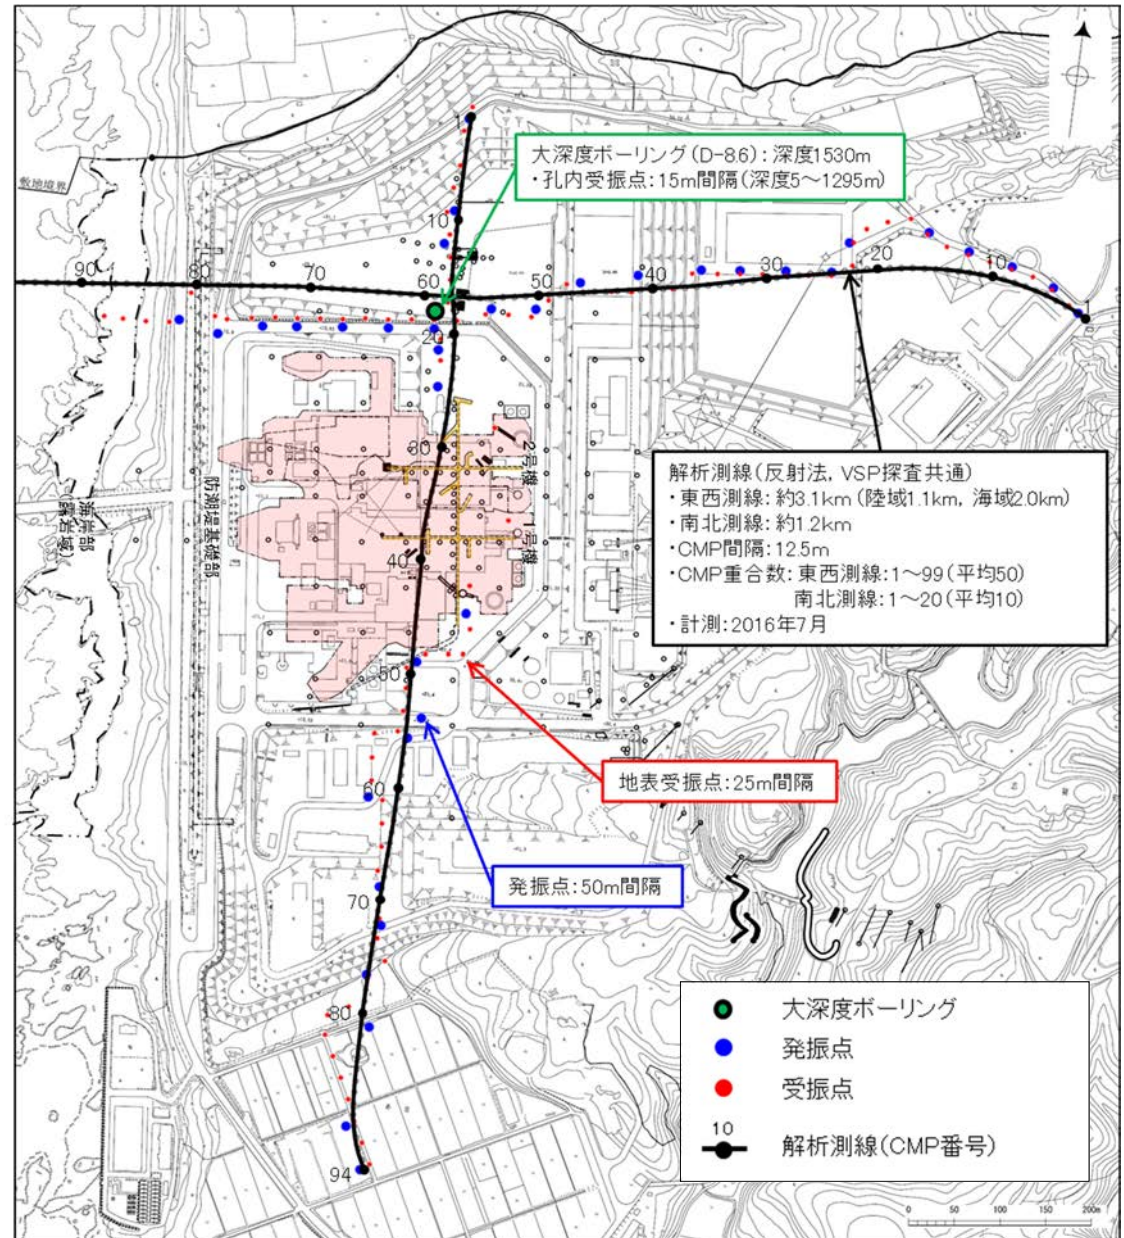 大深度ボーリング(D-8.6):深度1530m
・孔内受振点:15m間隔(深度5～1295m)
敷地境界
1
10
90
80
70
60
50
40
30
20
10
1
20
30
2号機
1号機
防潮堤基礎部
海岸部
(露岩域)
40
解析測線(反射法, VSP探査共通)
・東西測線:約3.1km(陸域1.1km, 海域2.0km)
・南北測線:約1.2km
・CMP間隔:12.5m
・CMP重合数:東西測線:1～99(平均50)
南北測線:1～20(平均10)
・計測:2016年7月
50
地表受振点:25m間隔
60
発振点:50m間隔
70
80
94
大深度ボーリング
発振点
受振点
10
解析測線(CMP番号)
0 50 100 150 200m